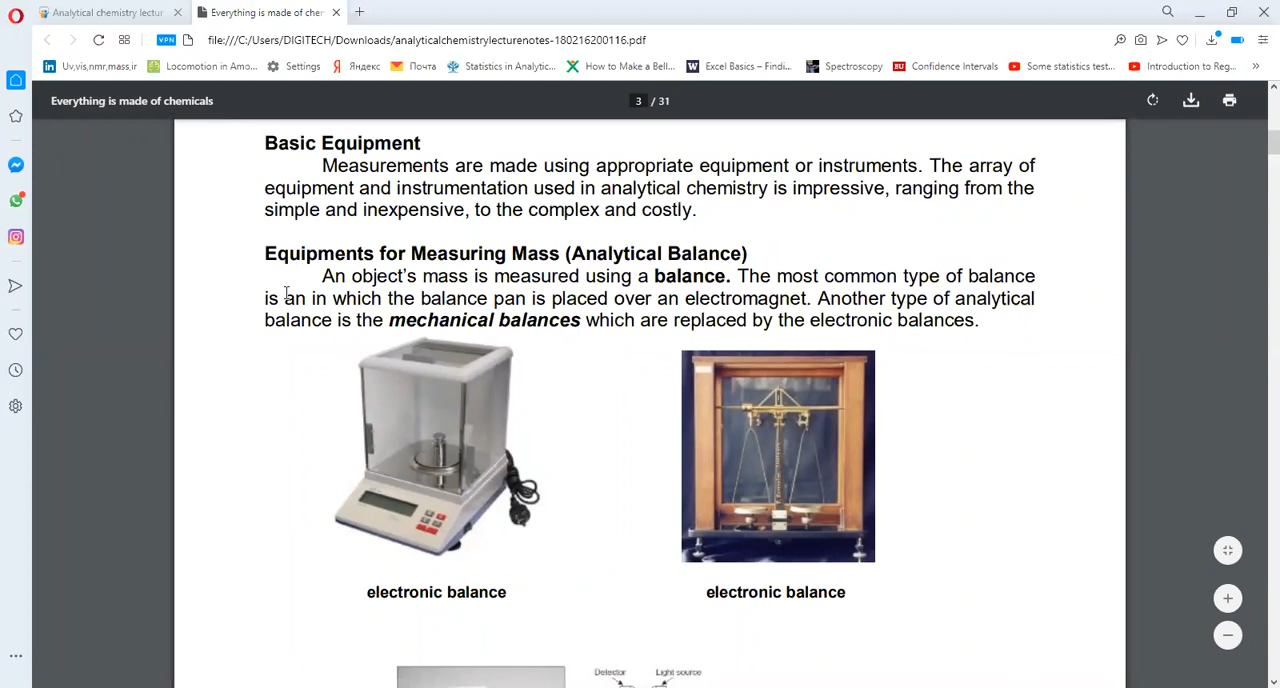 Analytical chemistry lectur
Everything is made of cher
file:///C:/Users/DIGITECH/Downloads/analyticalchemistrylecturenotes-180216200116.pdf
VPN
Uv,vis,nmr,mass,ir
Locomotion in Amo...
Settings
Яндекс
Почта
Statistics in Analytic...
How to Make a Bell...
Excel Basics – Findi...
Spectroscopy
BU
Confidence Intervals
Some statistics test...
Introduction to Reg...
Everything is made of chemicals
3 / 31
Basic Equipment
Measurements are made using appropriate equipment or instruments. The array of
equipment and instrumentation used in analytical chemistry is impressive, ranging from the
simple and inexpensive, to the complex and costly.
Equipments for Measuring Mass (Analytical Balance)
An object's mass is measured using a balance. The most common type of balance
is an in which the balance pan is placed over an electromagnet. Another type of analytical
balance is the mechanical balances which are replaced by the electronic balances.
electronic balance
electronic balance
Detector
Light source